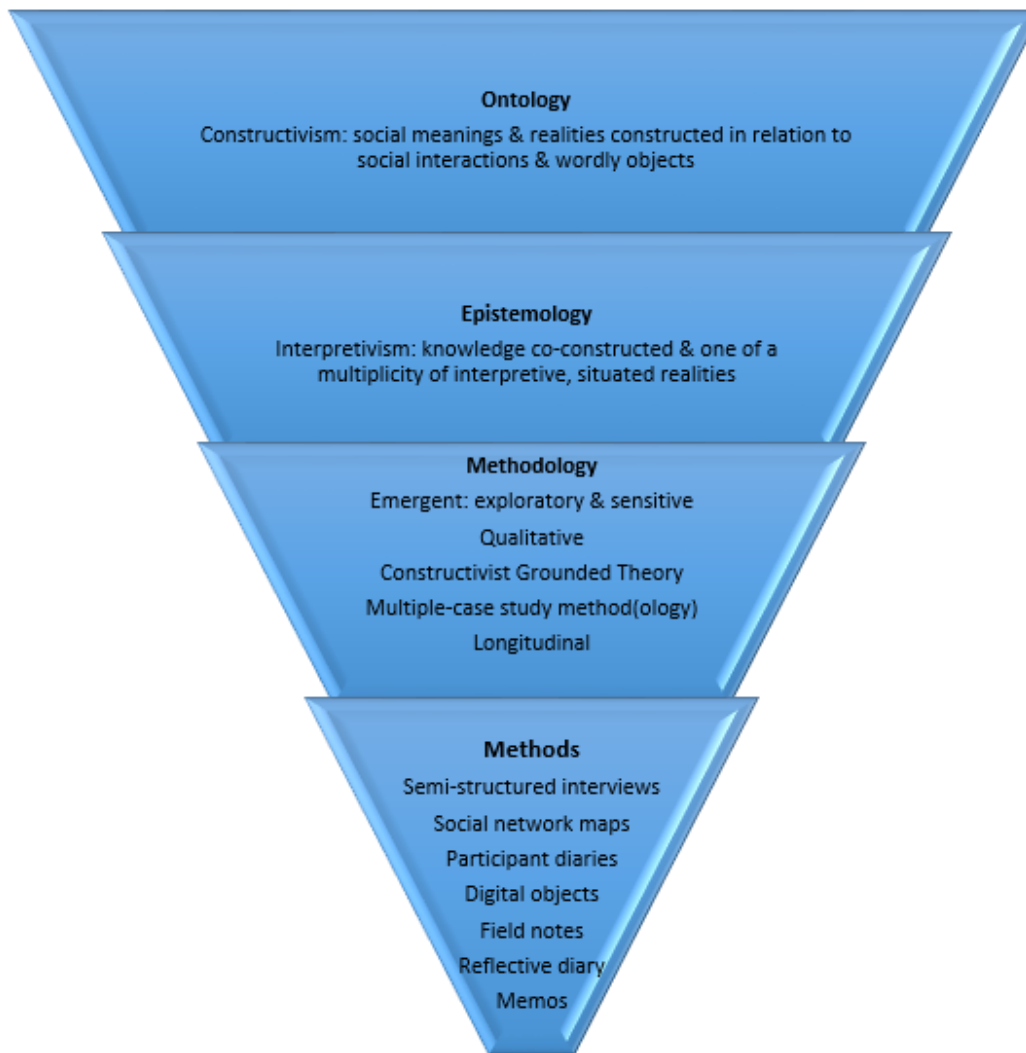 Ontology
Constructivism: social meanings & realities constructed in relation to
social interactions & wordly objects
Epistemology
Interpretivism: knowledge co-constructed & one of a
multiplicity of interpretive, situated realities
Methodology
Emergent: exploratory & sensitive
Qualitative
Constructivist Grounded Theory
Multiple-case study method(ology)
Longitudinal
Methods
Semi-structured interviews
Social network maps
Participant diaries
Digital objects
Field notes
Reflective diary
Memos